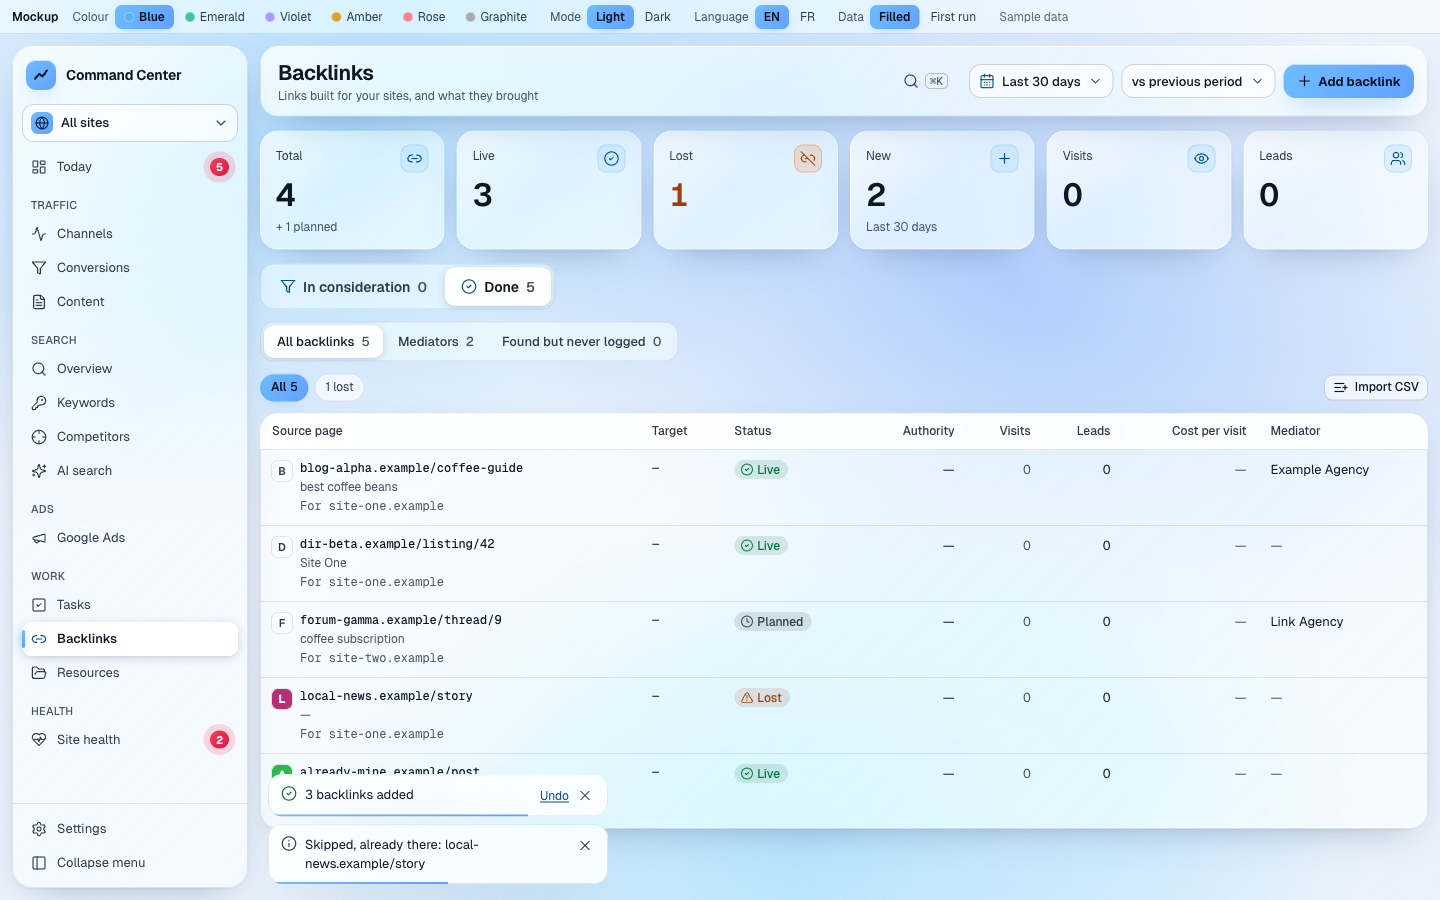 Mockup Colour Blue Emerald Violet Amber Rose Graphite Mode Light Dark Language EN FR Data Filled First run Sample data
Command Center
All sites
Today 5
TRAFFIC
Channels
Conversions
Content
SEARCH
Overview
Keywords
Competitors
AI search
ADS
Google Ads
WORK
Tasks
Backlinks
Resources
HEALTH
Site health 2
Settings
Collapse menu
Backlinks
Links built for your sites, and what they brought
⌘K Last 30 days vs previous period Add backlink
Total
4
+ 1 planned
Live
3
Lost
1
New
2
Last 30 days
Visits
0
Leads
0
In consideration 0 Done 5
All backlinks 5 Mediators 2 Found but never logged 0
All 5 1 lost Import CSV
Source page Target Status Authority Visits Leads Cost per visit Mediator
B blog-alpha.example/coffee-guide – Live — 0 0 — Example Agency
best coffee beans
For site-one.example
D dir-beta.example/listing/42 – Live — 0 0 — —
Site One
For site-one.example
F forum-gamma.example/thread/9 – Planned — 0 0 — Link Agency
coffee subscription
For site-two.example
L local-news.example/story – Lost — 0 0 — —
—
For site-one.example
already-mine.example/post – Live — 0 0 — —
3 backlinks added Undo
Skipped, already there: local-
news.example/story